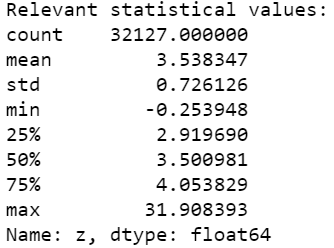 Relevant statistical values:
count    32127.000000
mean         3.538347
std          0.726126
min         -0.253948
25%          2.919690
50%          3.500981
75%          4.053829
max         31.908393
Name: z, dtype: float64